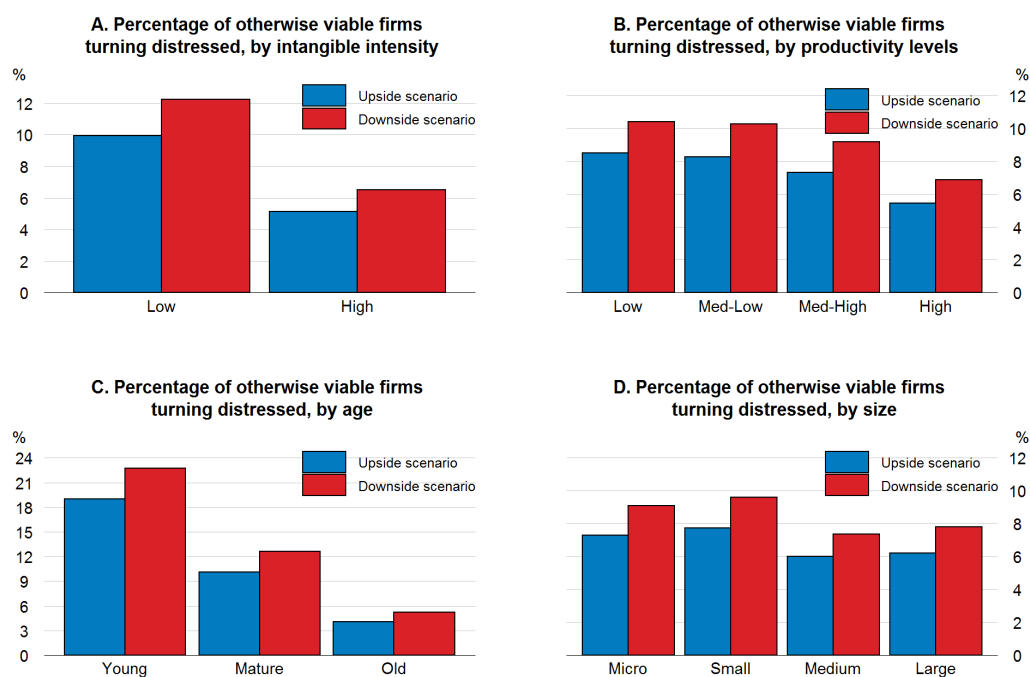 A. Percentage of otherwise viable firms
turning distressed, by intangible intensity
%
Upside scenario
Downside scenario
12
10
8
6
4
2
0
Low High
B. Percentage of otherwise viable firms
turning distressed, by productivity levels
%
Upside scenario
Downside scenario
12
10
8
6
4
2
0
Low Med-Low Med-High High
C. Percentage of otherwise viable firms
turning distressed, by age
%
Upside scenario
Downside scenario
24
21
18
15
12
9
6
3
0
Young Mature Old
D. Percentage of otherwise viable firms
turning distressed, by size
%
Upside scenario
Downside scenario
12
10
8
6
4
2
0
Micro Small Medium Large